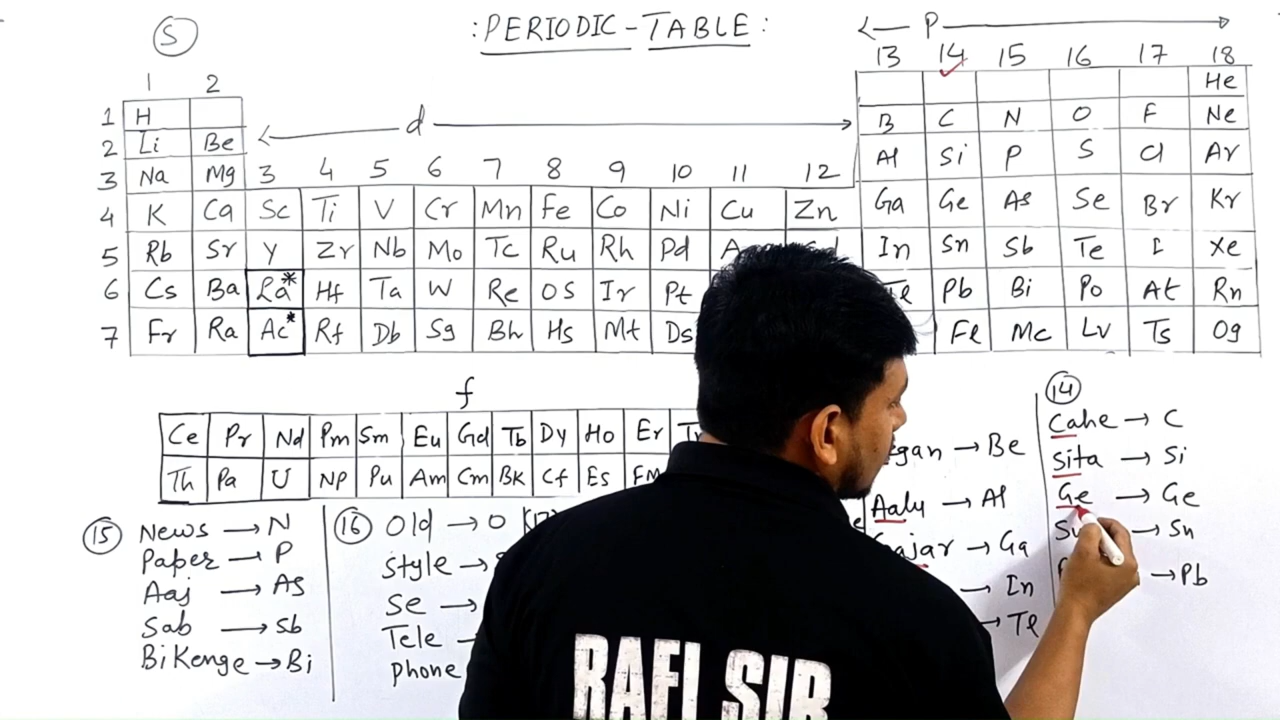 S
: PERIODIC - TABLE :
P
13 14 15 16 17 18
1 2
He
1 H
B C N O F Ne
2 Li Be
d
Al Si P S Cl Ar
3 Na Mg 3 4 5 6 7 8 9 10 11 12
4 K Ca Sc Ti V Cr Mn Fe Co Ni Cu Zn Ga Ge As Se Br Kr
5 Rb Sr Y Zr Nb Mo Tc Ru Rh Pd In Sn Sb Te I Xe
6 Cs Ba La* Hf Ta W Re Os Ir Pt Pb Bi Po At Rn
7 Fr Ra Ac* Rf Db Sg Bh Hs Mt Ds Fl Mc Lv Ts Og
f
Ce Pr Nd Pm Sm Eu Gd Tb Dy Ho Er
Th Pa U NP Pu Am Cm BK Cf Es FM
15 News → N
Paper → P
Aaj → As
Sab → Sb
BiKenge → Bi
16 Old → O
Style →
Se →
Tele
Phone
→ Be
Aalu → Al
Gajar → Ga
→ In
→ Tl
14
Cahe → C
Sita → Si
Ge → Ge
→ Sn
→ Pb
RAFI SIR